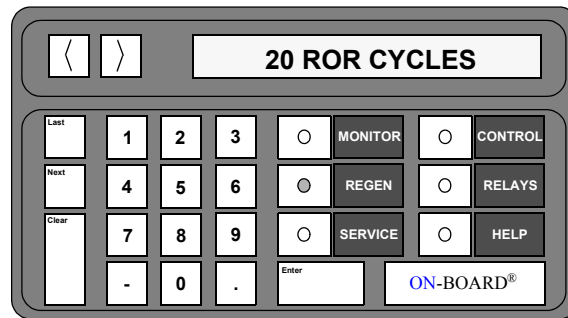 〈 〉 20 ROR CYCLES
Last 1 2 3 MONITOR CONTROL
Next 4 5 6 REGEN RELAYS
Clear 7 8 9 SERVICE HELP
- 0 . Enter ON-BOARD®